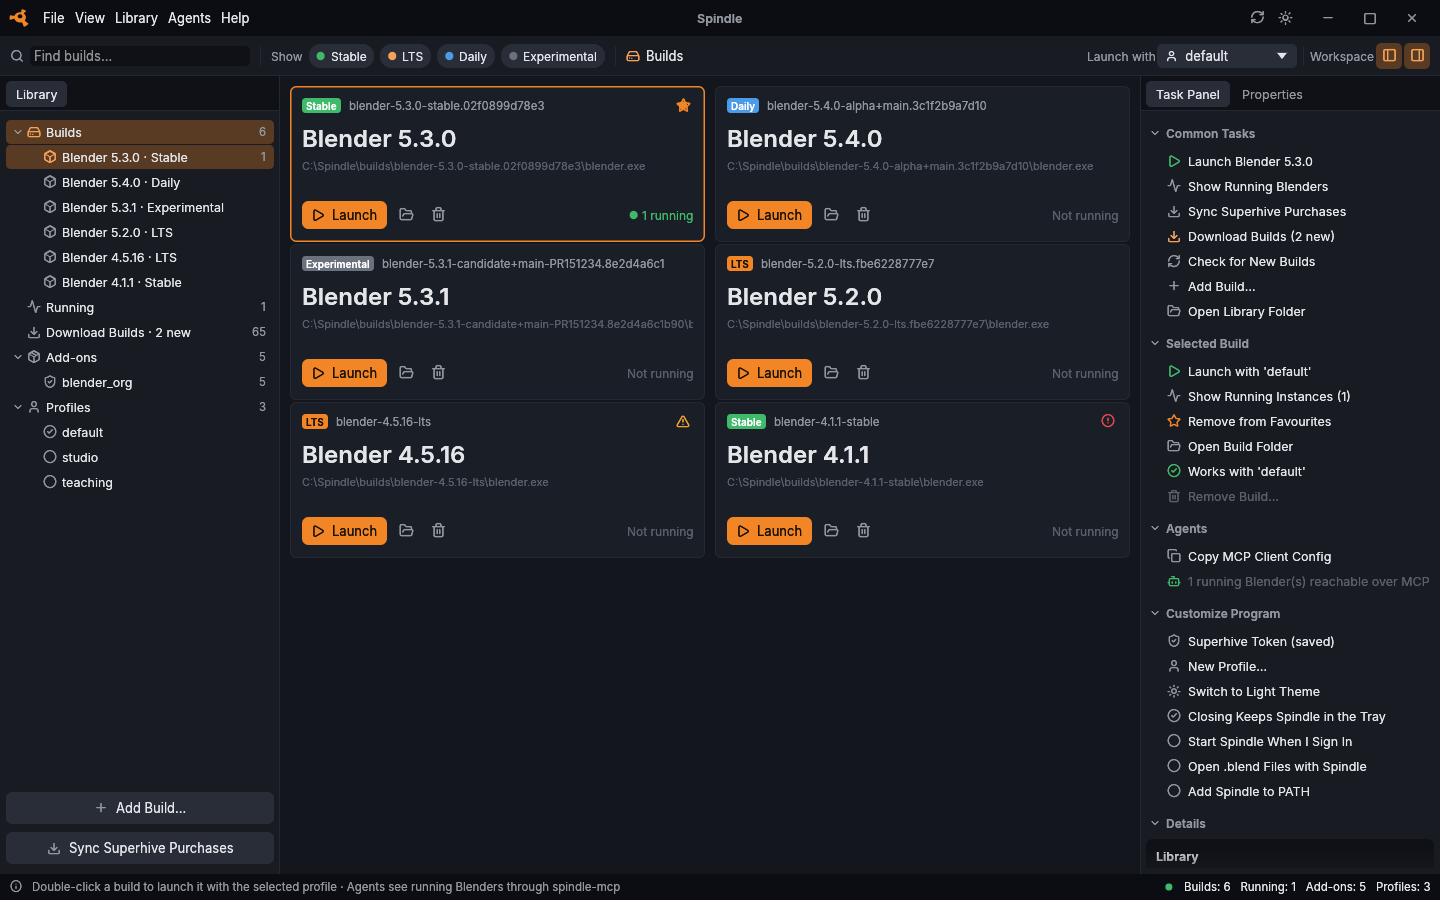 File View Library Agents Help
Spindle
Find builds...
Show
Stable
LTS
Daily
Experimental
Builds
Launch with
default
Workspace
Library
Builds 6
Blender 5.3.0 · Stable 1
Blender 5.4.0 · Daily
Blender 5.3.1 · Experimental
Blender 5.2.0 · LTS
Blender 4.5.16 · LTS
Blender 4.1.1 · Stable
Running 1
Download Builds · 2 new 65
Add-ons 5
blender_org 5
Profiles 3
default
studio
teaching
Add Build...
Sync Superhive Purchases
Stable blender-5.3.0-stable.02f0899d78e3
Blender 5.3.0
C:\Spindle\builds\blender-5.3.0-stable.02f0899d78e3\blender.exe
Launch
1 running
Daily blender-5.4.0-alpha+main.3c1f2b9a7d10
Blender 5.4.0
C:\Spindle\builds\blender-5.4.0-alpha+main.3c1f2b9a7d10\blender.exe
Launch
Not running
Experimental blender-5.3.1-candidate+main-PR151234.8e2d4a6c1
Blender 5.3.1
C:\Spindle\builds\blender-5.3.1-candidate+main-PR151234.8e2d4a6c1b90\b
Launch
Not running
LTS blender-5.2.0-lts.fbe6228777e7
Blender 5.2.0
C:\Spindle\builds\blender-5.2.0-lts.fbe6228777e7\blender.exe
Launch
Not running
LTS blender-4.5.16-lts
Blender 4.5.16
C:\Spindle\builds\blender-4.5.16-lts\blender.exe
Launch
Not running
Stable blender-4.1.1-stable
Blender 4.1.1
C:\Spindle\builds\blender-4.1.1-stable\blender.exe
Launch
Not running
Task Panel
Properties
Common Tasks
Launch Blender 5.3.0
Show Running Blenders
Sync Superhive Purchases
Download Builds (2 new)
Check for New Builds
Add Build...
Open Library Folder
Selected Build
Launch with 'default'
Show Running Instances (1)
Remove from Favourites
Open Build Folder
Works with 'default'
Remove Build...
Agents
Copy MCP Client Config
1 running Blender(s) reachable over MCP
Customize Program
Superhive Token (saved)
New Profile...
Switch to Light Theme
Closing Keeps Spindle in the Tray
Start Spindle When I Sign In
Open .blend Files with Spindle
Add Spindle to PATH
Details
Library
Double-click a build to launch it with the selected profile · Agents see running Blenders through spindle-mcp
Builds: 6 Running: 1 Add-ons: 5 Profiles: 3